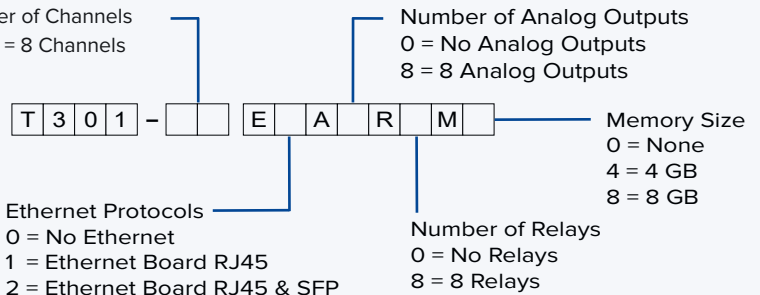 of Channels
= 8 Channels
Number of Analog Outputs
0 = No Analog Outputs
8 = 8 Analog Outputs
T 3 0 1 – E A R M
Memory Size
0 = None
4 = 4 GB
8 = 8 GB
Ethernet Protocols
0 = No Ethernet
1 = Ethernet Board RJ45
2 = Ethernet Board RJ45 & SFP
Number of Relays
0 = No Relays
8 = 8 Relays